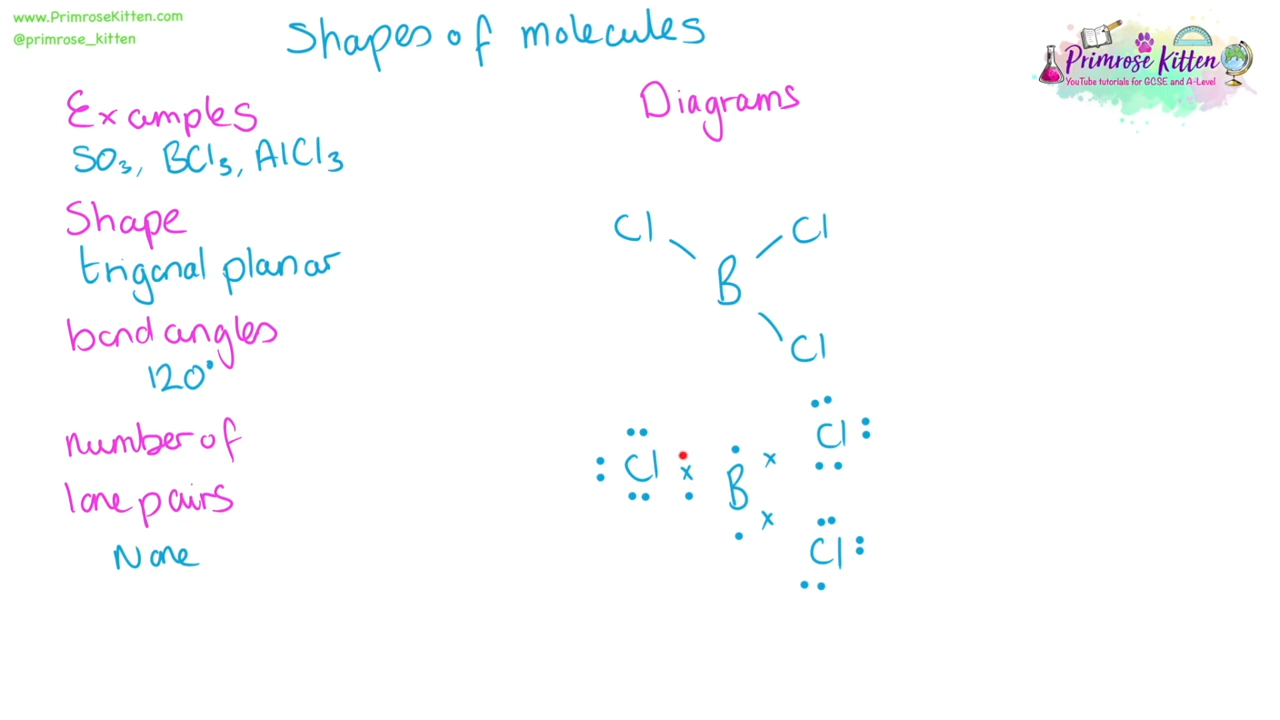 www.PrimroseKitten.com
@primrose_kitten
Shapes of molecules
Primrose Kitten
YouTube tutorials for GCSE and A-Level
Examples
SO₃, BCl₃, AlCl₃
Shape
trigonal planar
bond angles
120°
number of
lone pairs
None
Diagrams
Cl Cl
B
Cl
Cl
Cl x B x
x
Cl